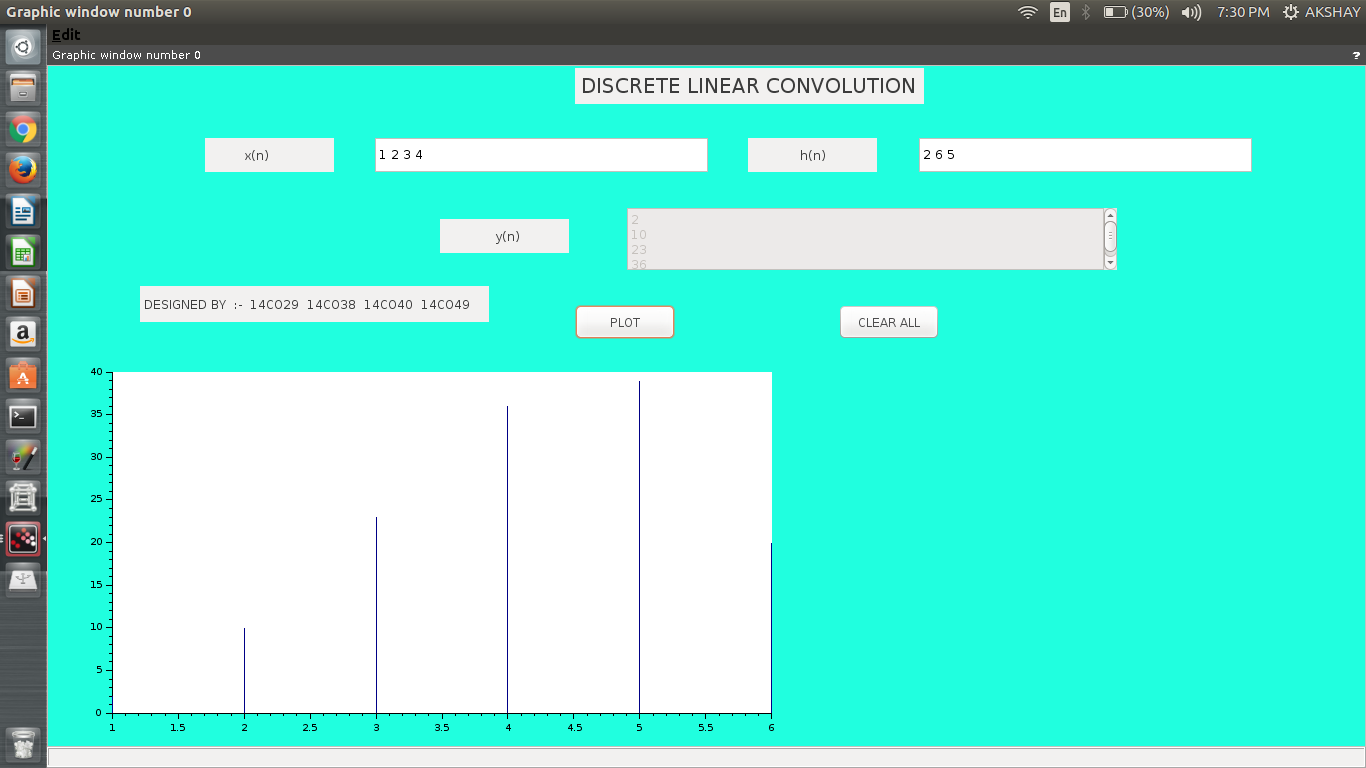 Graphic window number 0
En (30%) 7:30 PM AKSHAY
Edit
Graphic window number 0 ?
DISCRETE LINEAR CONVOLUTION
x(n) 1 2 3 4 h(n) 2 6 5
y(n)
2
10
23
36
DESIGNED BY :- 14CO29 14CO38 14CO40 14CO49
PLOT CLEAR ALL
40
35
30
25
20
15
10
5
0
1 1.5 2 2.5 3 3.5 4 4.5 5 5.5 6